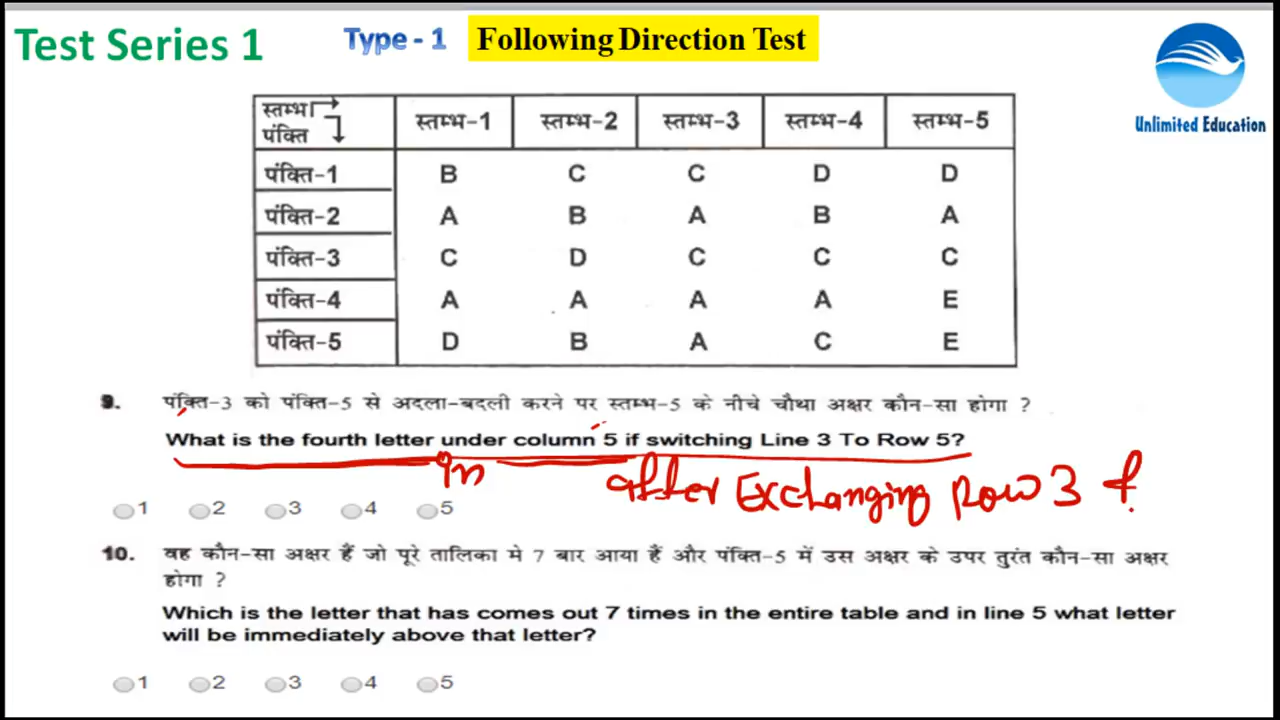 Test Series 1
Type - 1
Following Direction Test
Unlimited Education
स्तम्भ
पंक्ति
स्तम्भ-1 स्तम्भ-2 स्तम्भ-3 स्तम्भ-4 स्तम्भ-5
पंक्ति-1 B C C D D
पंक्ति-2 A B A B A
पंक्ति-3 C D C C C
पंक्ति-4 A A A A E
पंक्ति-5 D B A C E
9. पंक्ति-3 को पंक्ति-5 से अदला-बदली करने पर स्तम्भ-5 के नीचे चौथा अक्षर कौन-सा होगा ?
What is the fourth letter under column 5 if switching Line 3 To Row 5?
in after Exchanging Row 3 &
1 2 3 4 5
10. वह कौन-सा अक्षर हैं जो पूरे तालिका मे 7 बार आया हैं और पंक्ति-5 में उस अक्षर के उपर तुरंत कौन-सा अक्षर
होगा ?
Which is the letter that has comes out 7 times in the entire table and in line 5 what letter
will be immediately above that letter?
1 2 3 4 5